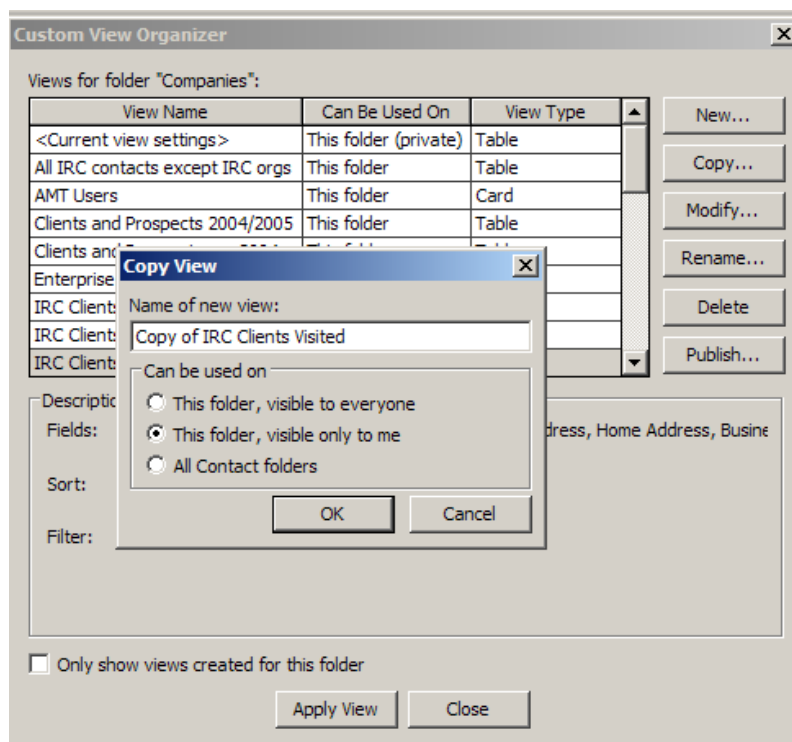 Custom View Organizer
Views for folder "Companies":
View Name Can Be Used On View Type
<Current view settings> This folder (private) Table
All IRC contacts except IRC orgs This folder Table
AMT Users This folder Card
Clients and Prospects 2004/2005 This folder Table
Enterprise
IRC Clients
IRC Clients
IRC Clients
New...
Copy...
Modify...
Rename...
Delete
Publish...
Copy View
Name of new view:
Copy of IRC Clients Visited
Can be used on
This folder, visible to everyone
This folder, visible only to me
All Contact folders
OK Cancel
Fields: Home Address,
Sort:
Filter:
Only show views created for this folder
Apply View Close